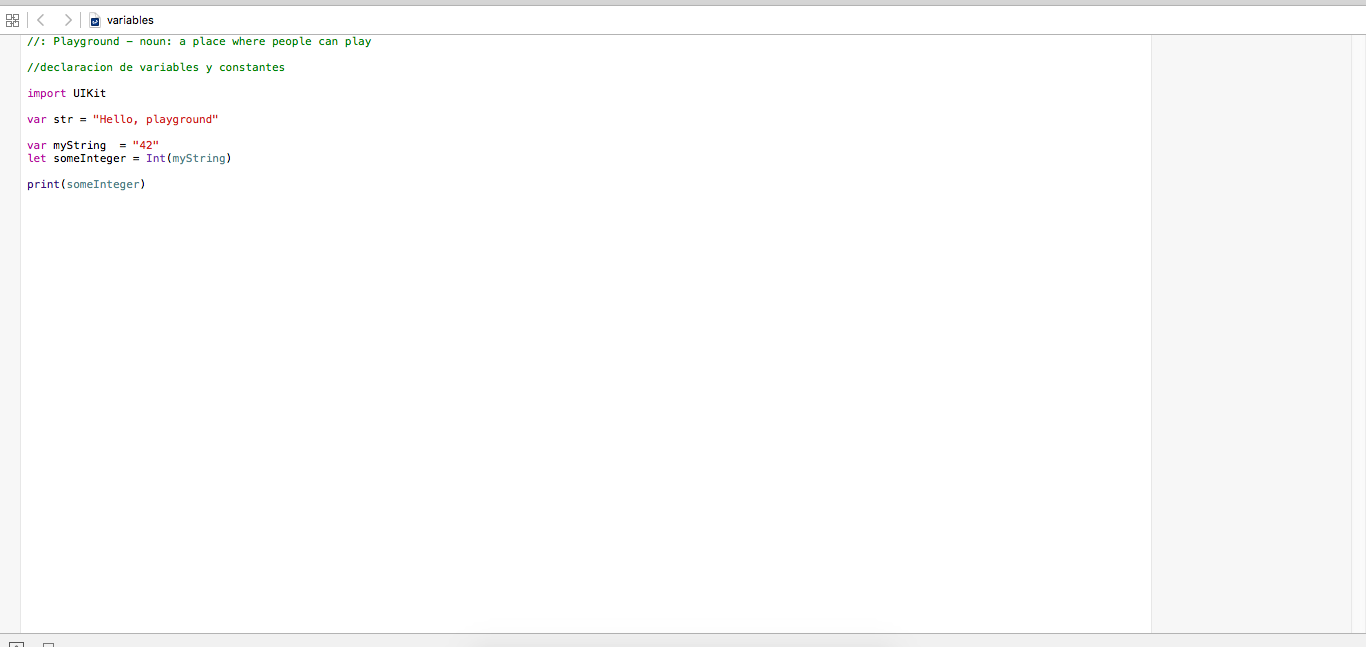 variables
//: Playground – noun: a place where people can play
//declaracion de variables y constantes
import UIKit
var str = "Hello, playground"
var myString  = "42"
let someInteger = Int(myString)
print(someInteger)